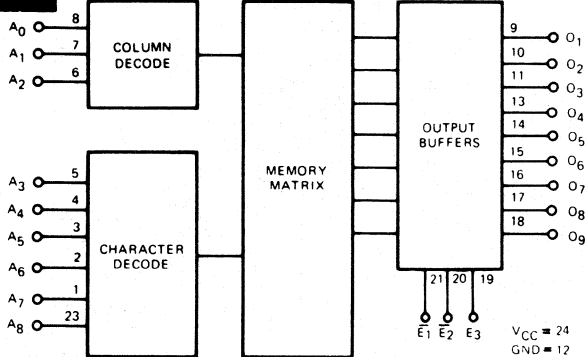 A0 8
A1 7
A2 6
COLUMN
DECODE
A3 5
A4 4
A5 3
A6 2
A7 1
A8 23
CHARACTER
DECODE
MEMORY
MATRIX
OUTPUT
BUFFERS
9 O1
10 O2
11 O3
13 O4
14 O5
15 O6
16 O7
17 O8
18 O9
21 20 19
E̅1 E̅2 E3
VCC = 24
GND = 12